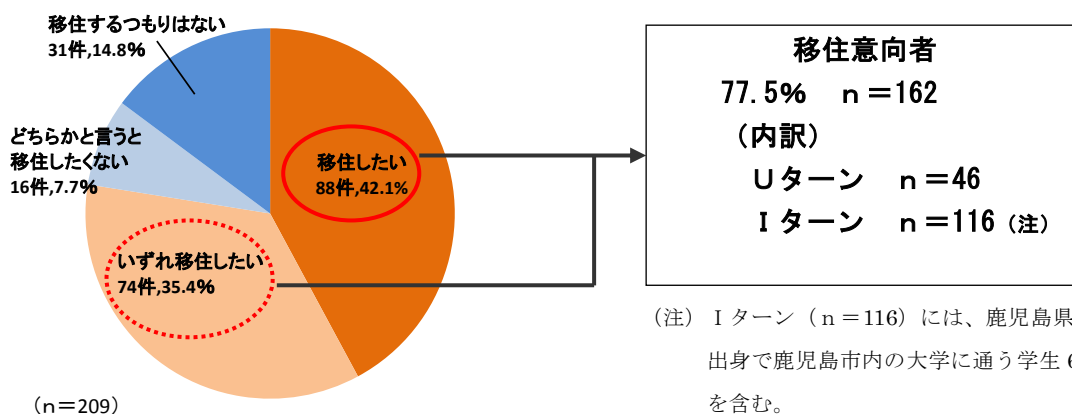 移住するつもりはない
31件,14.8%
どちらかと言うと
移住したくない
16件,7.7%
移住したい
88件,42.1%
いずれ移住したい
74件,35.4%
（n＝209）
移住意向者
77.5%　ｎ＝162
（内訳）
Ｕターン　ｎ＝46
Ｉターン　ｎ＝116（注）
（注）Ｉターン（ｎ＝116）には、鹿児島県
出身で鹿児島市内の大学に通う学生
を含む。